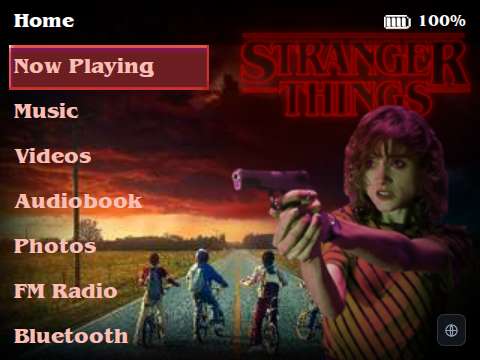 Home
100%
STRANGER
THINGS
Now Playing
Music
Videos
Audiobook
Photos
FM Radio
Bluetooth